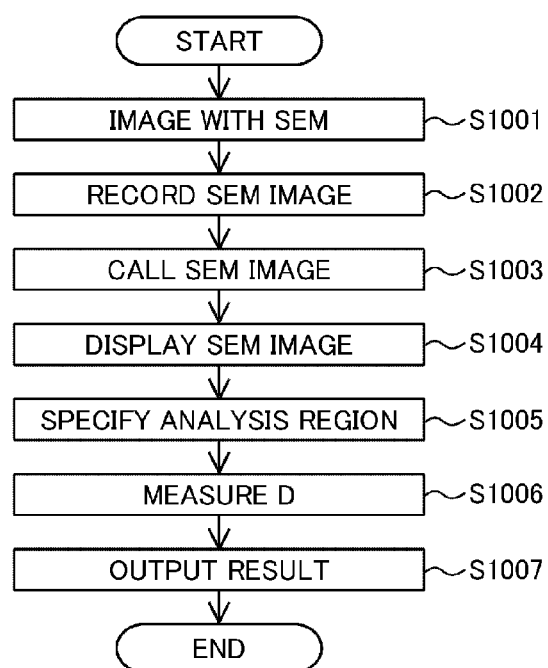 START
IMAGE WITH SEM S1001
RECORD SEM IMAGE S1002
CALL SEM IMAGE S1003
DISPLAY SEM IMAGE S1004
SPECIFY ANALYSIS REGION S1005
MEASURE D S1006
OUTPUT RESULT S1007
END